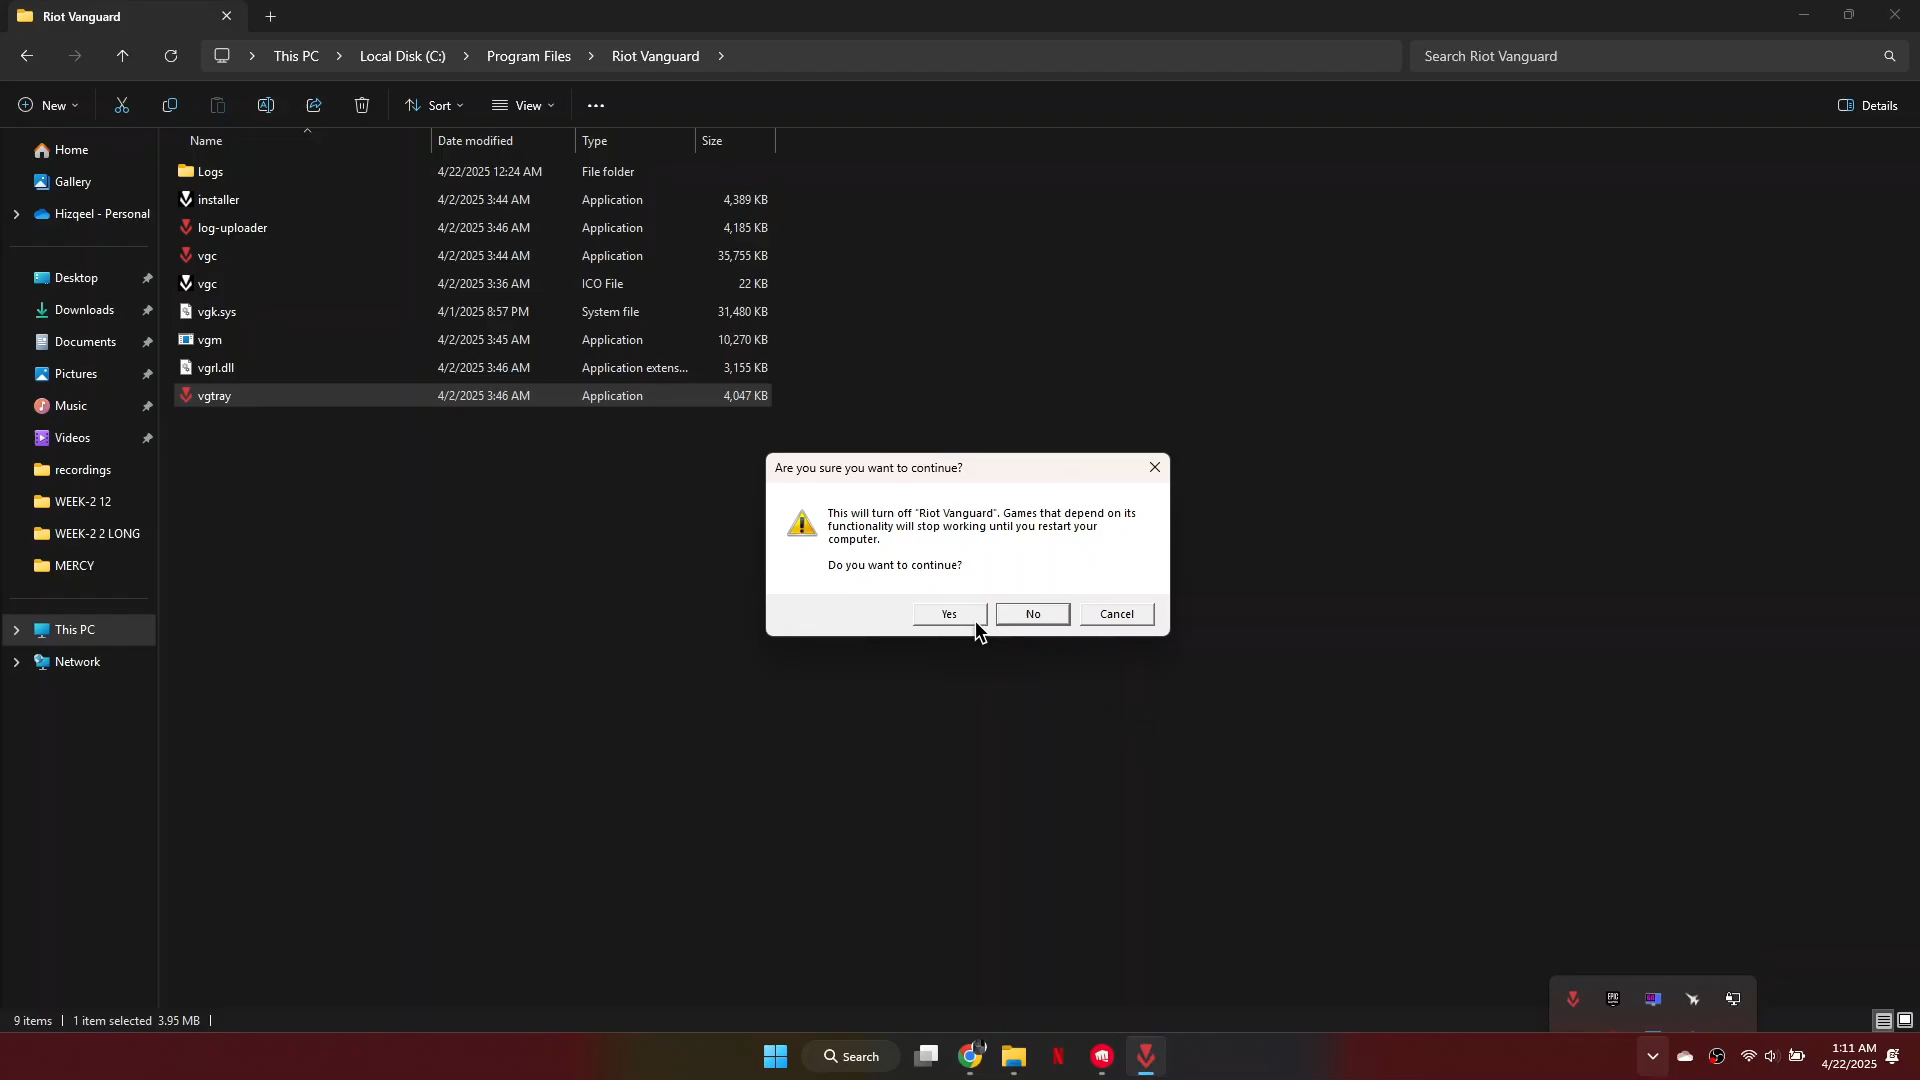 Riot Vanguard
This PC
Local Disk (C:)
Program Files
Riot Vanguard
Search Riot Vanguard
New
Sort
View
Details
Name
Date modified
Type
Size
Home
Gallery
Hizqeel - Personal
Desktop
Downloads
Documents
Pictures
Music
Videos
recordings
WEEK-2 12
WEEK-2 2 LONG
MERCY
This PC
Network
Logs 4/22/2025 12:24 AM File folder
installer 4/2/2025 3:44 AM Application 4,389 KB
log-uploader 4/2/2025 3:46 AM Application 4,185 KB
vgc 4/2/2025 3:44 AM Application 35,755 KB
vgc 4/2/2025 3:36 AM ICO File 22 KB
vgk.sys 4/1/2025 8:57 PM System file 31,480 KB
vgm 4/2/2025 3:45 AM Application 10,270 KB
vgrl.dll 4/2/2025 3:46 AM Application extens... 3,155 KB
vgtray 4/2/2025 3:46 AM Application 4,047 KB
Are you sure you want to continue?
This will turn off "Riot Vanguard". Games that depend on its
functionality will stop working until you restart your
computer.
Do you want to continue?
Yes
No
Cancel
9 items
1 item selected 3.95 MB
EPIC
Search
N
1:11 AM
4/22/2025